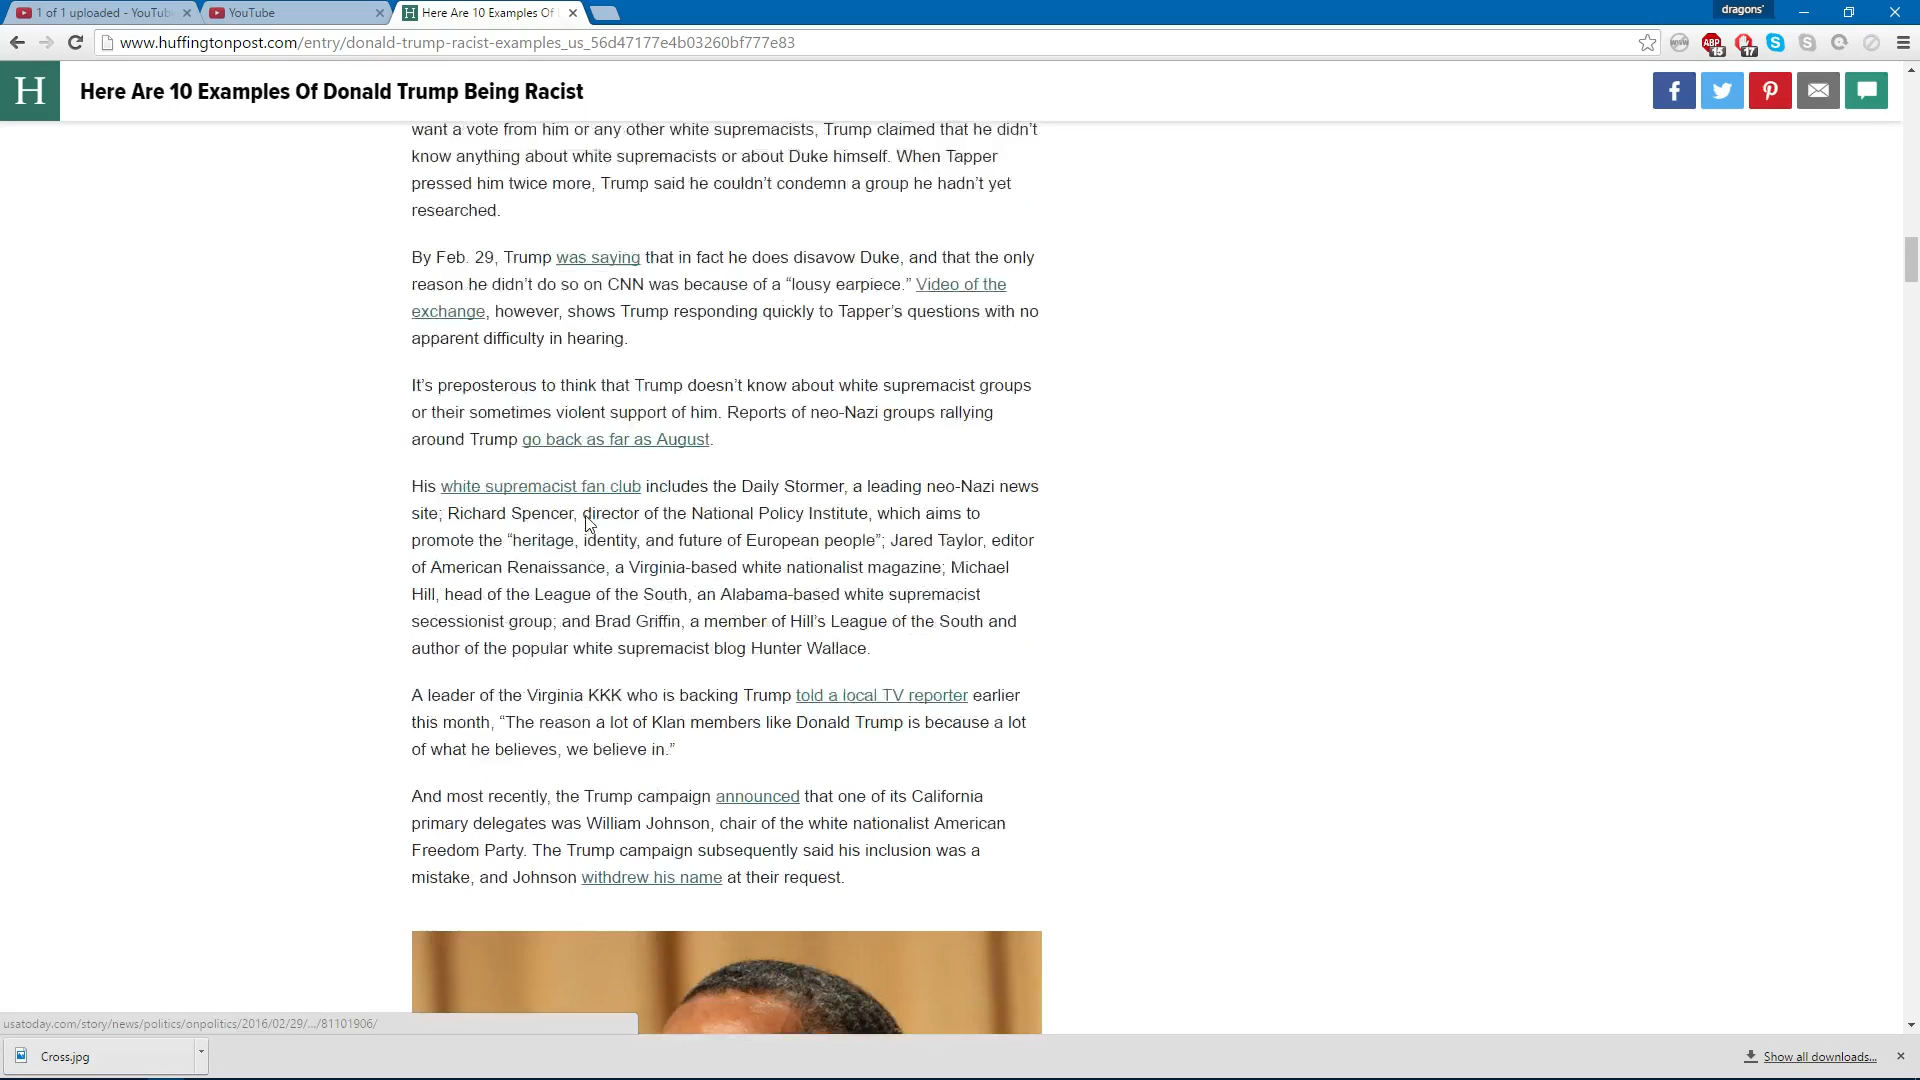 1 of 1 uploaded - YouTub
YouTube
Here Are 10 Examples Of
dragons'
www.huffingtonpost.com/entry/donald-trump-racist-examples_us_56d47177e4b03260bf777e83
ABP
15
17
H
Here Are 10 Examples Of Donald Trump Being Racist
want a vote from him or any other white supremacists, Trump claimed that he didn’t
know anything about white supremacists or about Duke himself. When Tapper
pressed him twice more, Trump said he couldn’t condemn a group he hadn’t yet
researched.
By Feb. 29, Trump was saying that in fact he does disavow Duke, and that the only
reason he didn’t do so on CNN was because of a “lousy earpiece.” Video of the
exchange, however, shows Trump responding quickly to Tapper’s questions with no
apparent difficulty in hearing.
It’s preposterous to think that Trump doesn’t know about white supremacist groups
or their sometimes violent support of him. Reports of neo-Nazi groups rallying
around Trump go back as far as August.
His white supremacist fan club includes the Daily Stormer, a leading neo-Nazi news
site; Richard Spencer, director of the National Policy Institute, which aims to
promote the “heritage, identity, and future of European people”; Jared Taylor, editor
of American Renaissance, a Virginia-based white nationalist magazine; Michael
Hill, head of the League of the South, an Alabama-based white supremacist
secessionist group; and Brad Griffin, a member of Hill’s League of the South and
author of the popular white supremacist blog Hunter Wallace.
A leader of the Virginia KKK who is backing Trump told a local TV reporter earlier
this month, “The reason a lot of Klan members like Donald Trump is because a lot
of what he believes, we believe in.”
And most recently, the Trump campaign announced that one of its California
primary delegates was William Johnson, chair of the white nationalist American
Freedom Party. The Trump campaign subsequently said his inclusion was a
mistake, and Johnson withdrew his name at their request.
usatoday.com/story/news/politics/onpolitics/2016/02/29/.../81101906/
Cross.jpg
Show all downloads...